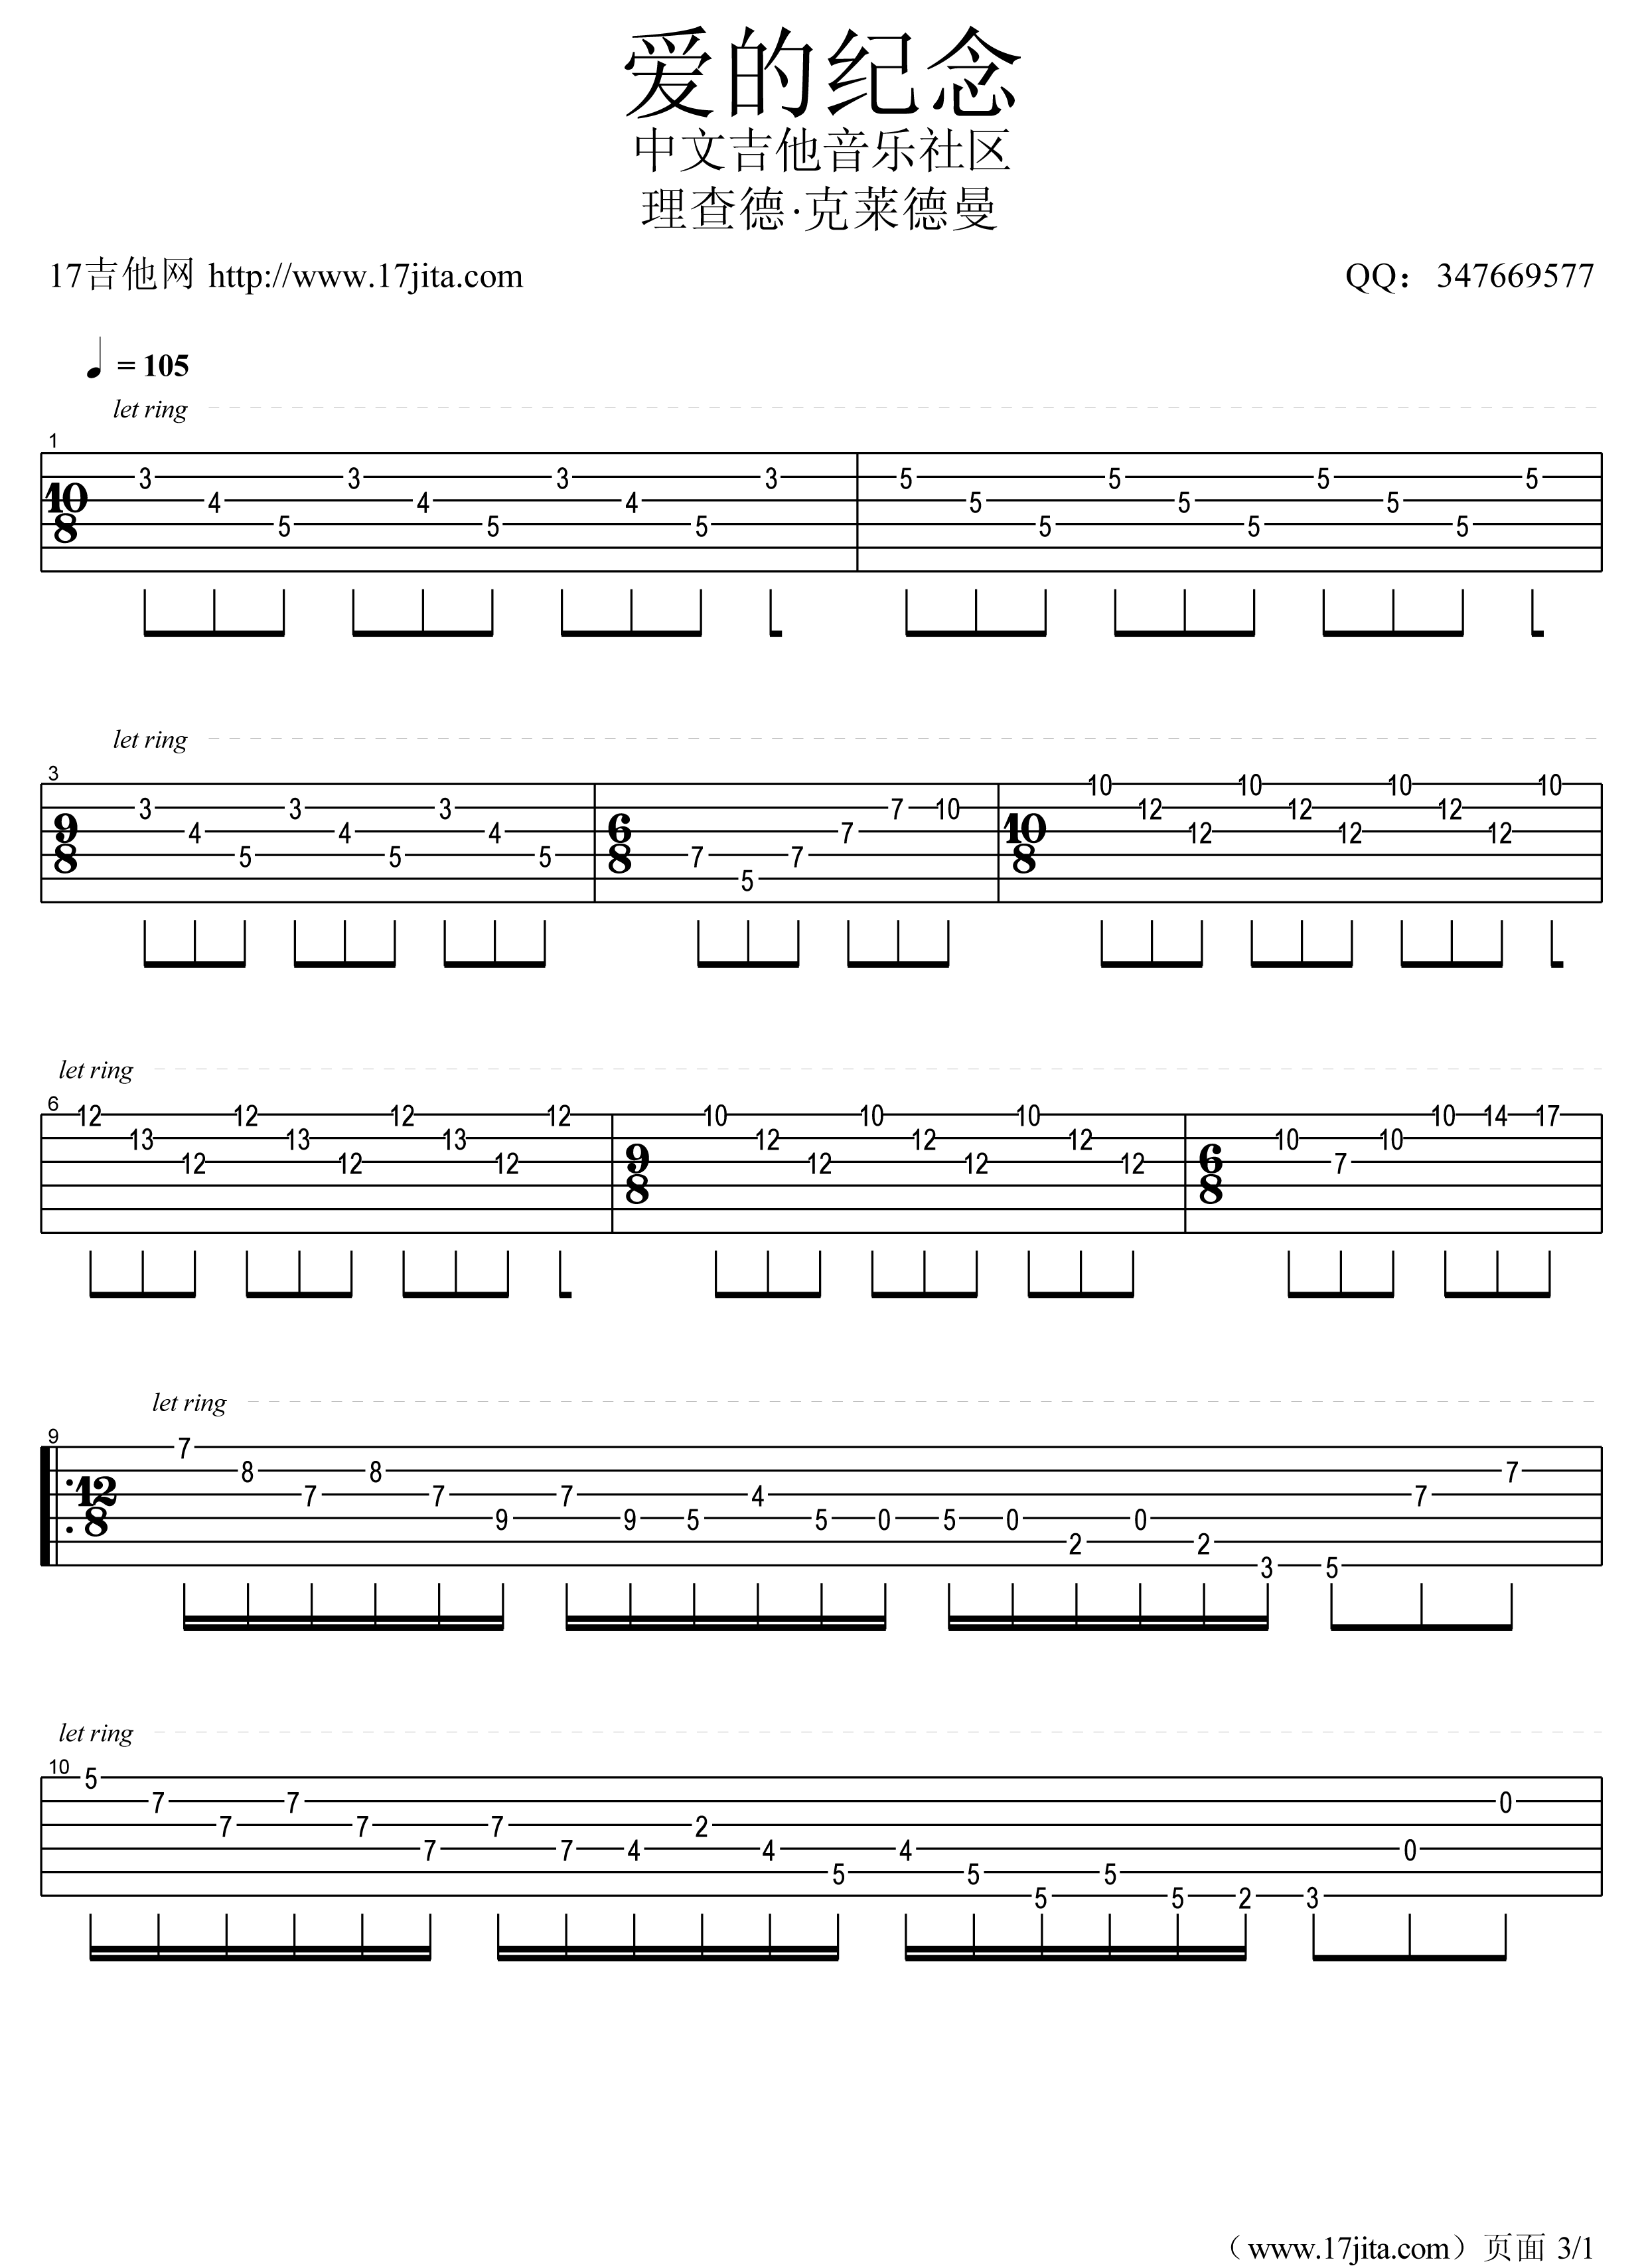 爱的纪念
中文吉他音乐社区
理查德·克莱德曼
17吉他网 http://www.17jita.com QQ：347669577
= 105
let ring
1
3 4 5 3 4 5 3 4 5 3 5 5 5 5 5 5 5 5 5 5
10
8
let ring
3
9 8 3 4 5 3 4 5 3 4 5 6 8 7 5 7 7 7 10 10 8 10 12 12 10 12 12 10 12 12 10
let ring
6
12 13 12 12 13 12 12 13 12 12 9 8 10 12 12 10 12 12 10 12 12 6 8 10 7 10 10 14 17
let ring
9
12 8 7 8 7 8 7 9 7 9 5 4 5 0 5 0 2 0 2 3 5 7 7
let ring
10
5 7 7 7 7 7 7 7 4 2 4 5 4 5 5 5 5 2 3 0 0
（www.17jita.com）页面 3/1